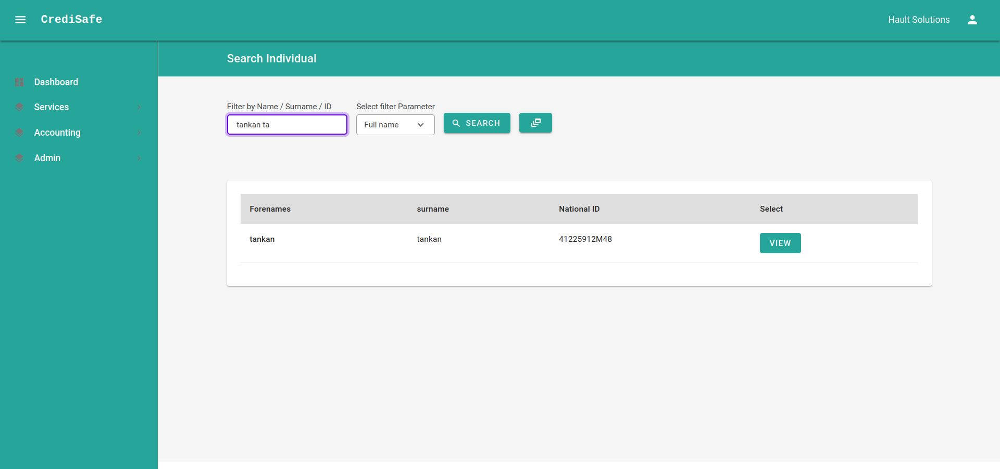 CrediSafe
Hault Solutions
Search Individual
Dashboard
Services
Accounting
Admin
Filter by Name / Surname / ID
Select filter Parameter
tankan ta
Full name
SEARCH
Forenames surname National ID Select
tankan tankan 41225912M48 VIEW